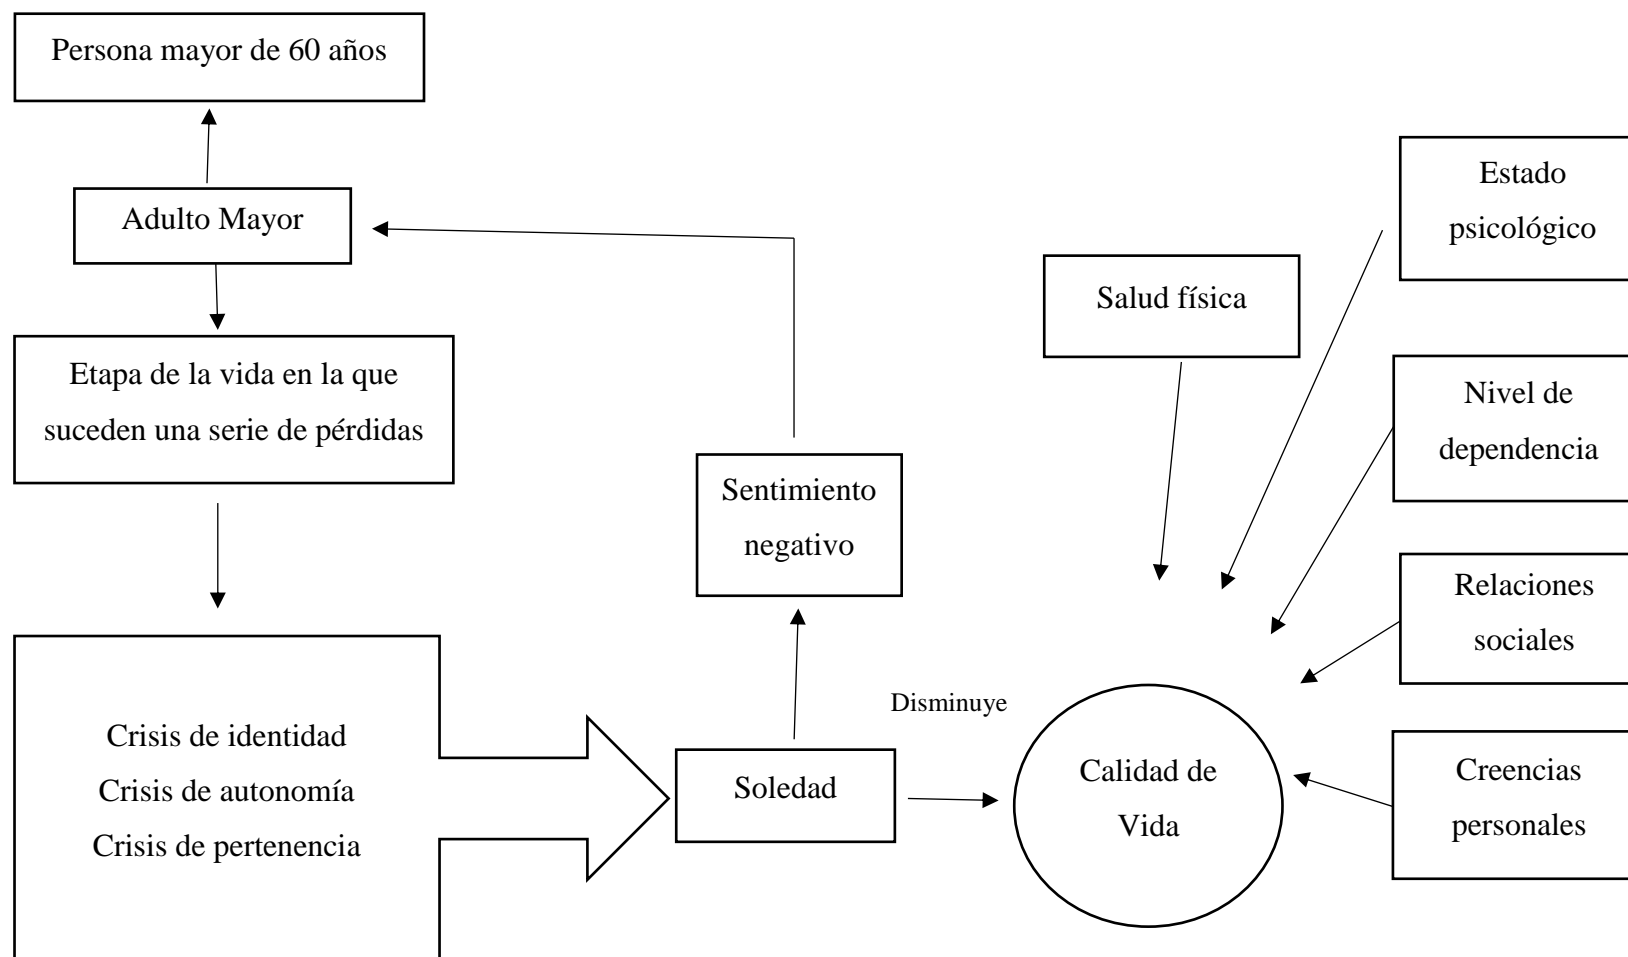 Persona mayor de 60 años
Adulto Mayor
Etapa de la vida en la que
suceden una serie de pérdidas
Crisis de identidad
Crisis de autonomía
Crisis de pertenencia
Sentimiento
negativo
Soledad
Disminuye
Calidad de
Vida
Salud física
Estado
psicológico
Nivel de
dependencia
Relaciones
sociales
Creencias
personales